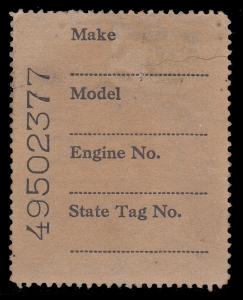 Make
Model
Engine No.
State Tag No.
49502377